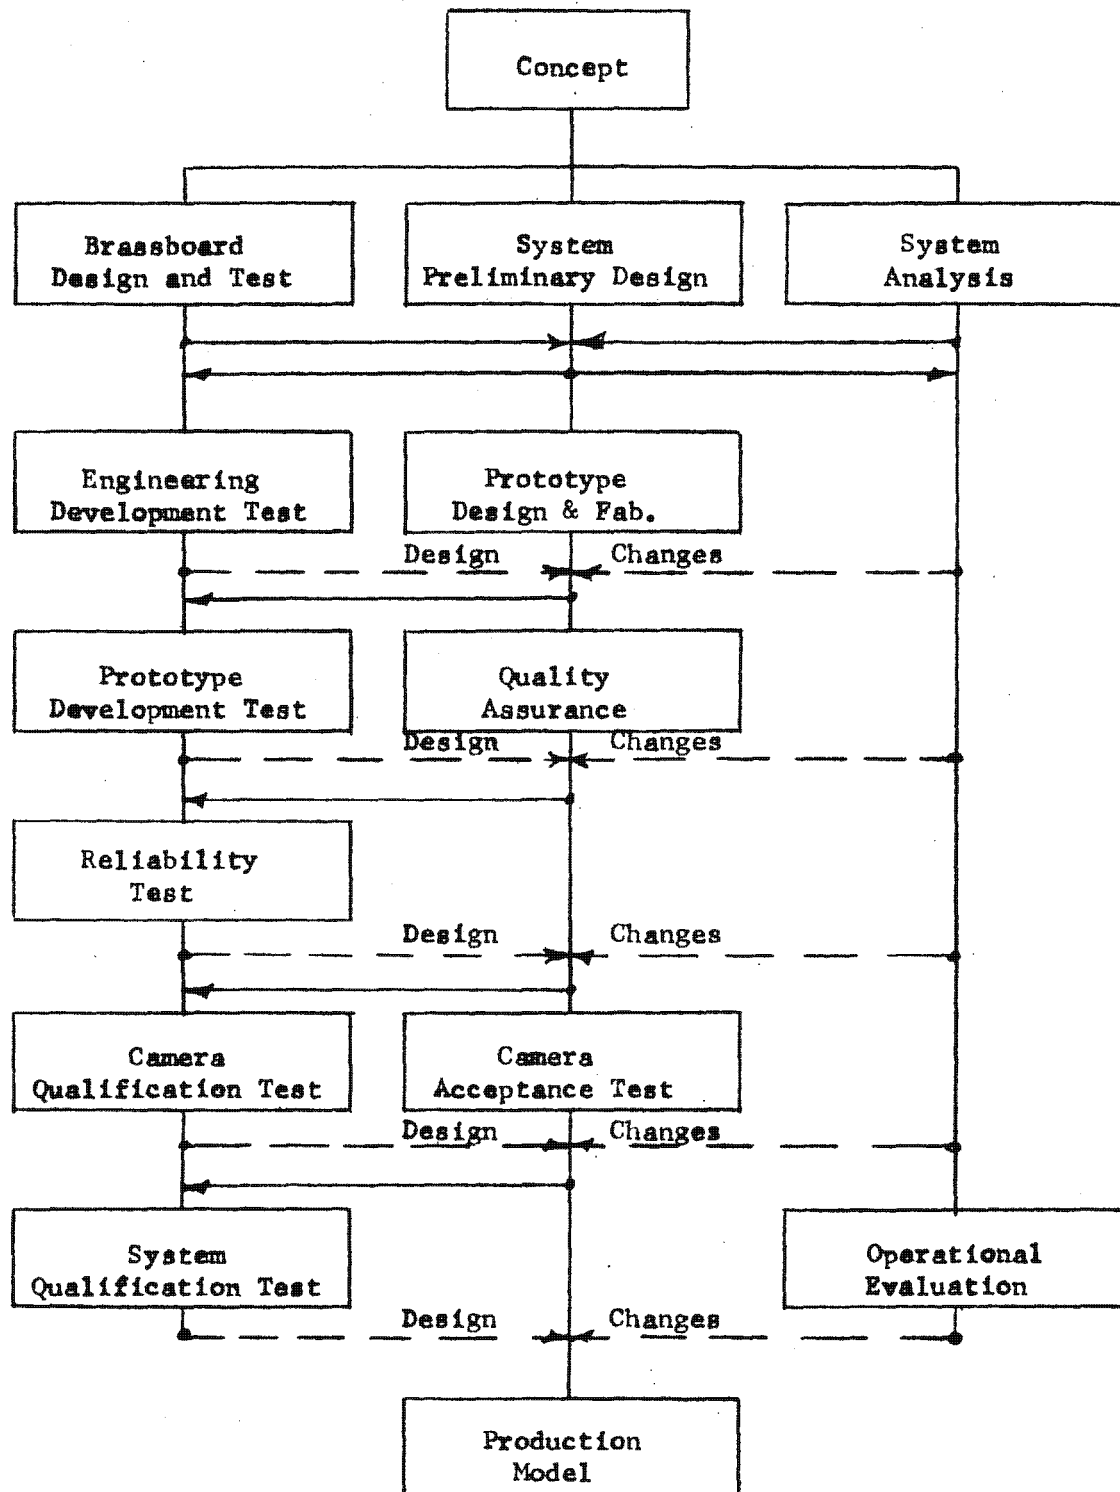 Concept
Brassboard
Design and Test
System
Preliminary Design
System
Analysis
Engineering
Development Test
Prototype
Design & Fab.
Design Changes
Prototype
Development Test
Quality
Assurance
Design Changes
Reliability
Test
Design Changes
Camera
Qualification Test
Camera
Acceptance Test
Design Changes
System
Qualification Test
Operational
Evaluation
Design Changes
Production
Model